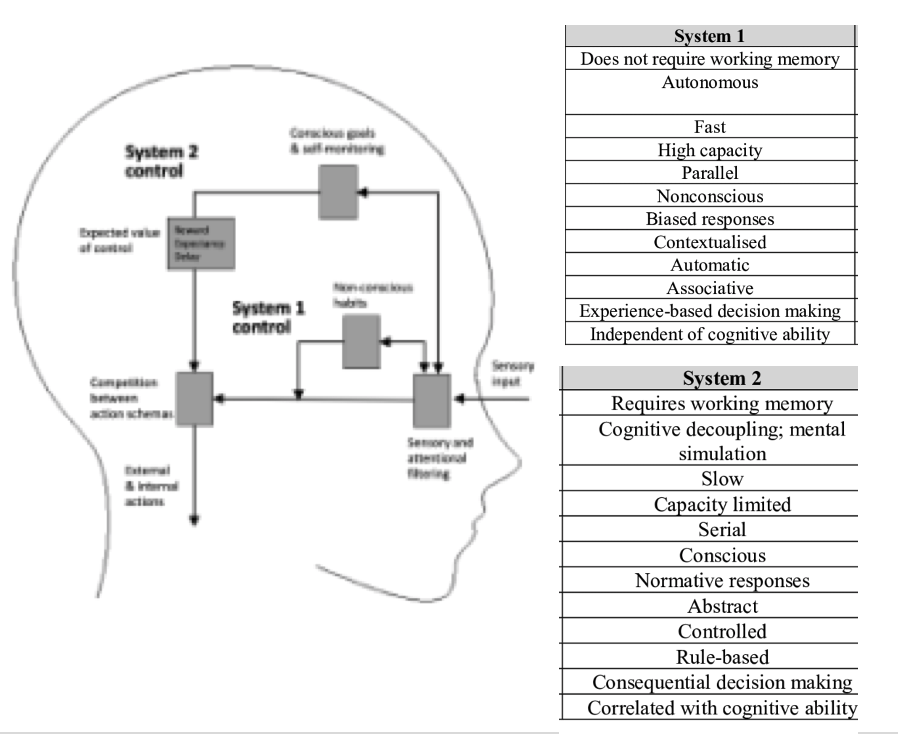 System 2
control
Conscious goals
& self-monitoring
Expected value
of control
Reward
Expectancy
Delay
System 1
control
Non-conscious
habits
Competition
between
action schemas
Sensory
input
Sensory and
attentional
filtering
External
& internal
actions
System 1
Does not require working memory
Autonomous
Fast
High capacity
Parallel
Nonconscious
Biased responses
Contextualised
Automatic
Associative
Experience-based decision making
Independent of cognitive ability
System 2
Requires working memory
Cognitive decoupling; mental
simulation
Slow
Capacity limited
Serial
Conscious
Normative responses
Abstract
Controlled
Rule-based
Consequential decision making
Correlated with cognitive ability